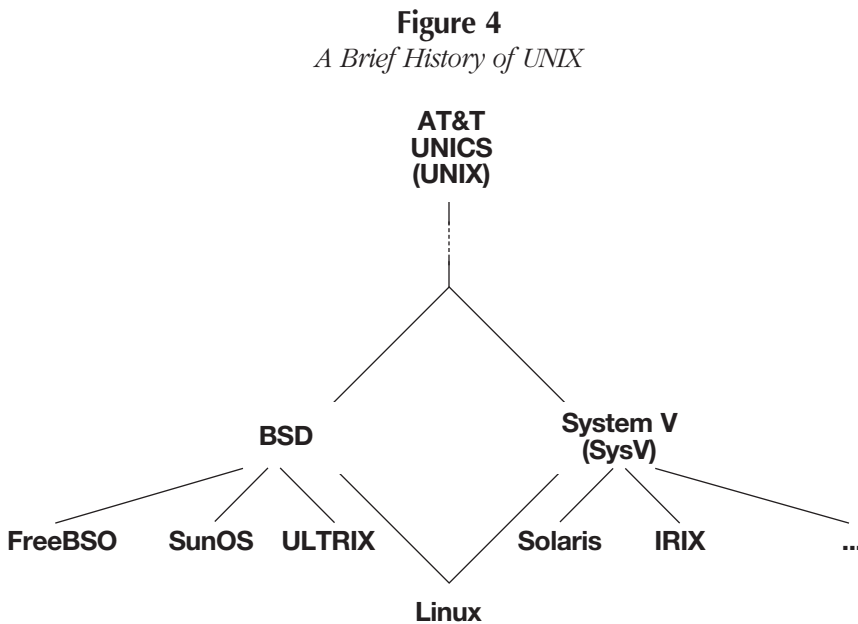 Figure 4
A Brief History of UNIX
AT&T
UNICS
(UNIX)
BSD
System V
(SysV)
FreeBSO
SunOS
ULTRIX
Solaris
IRIX
...
Linux